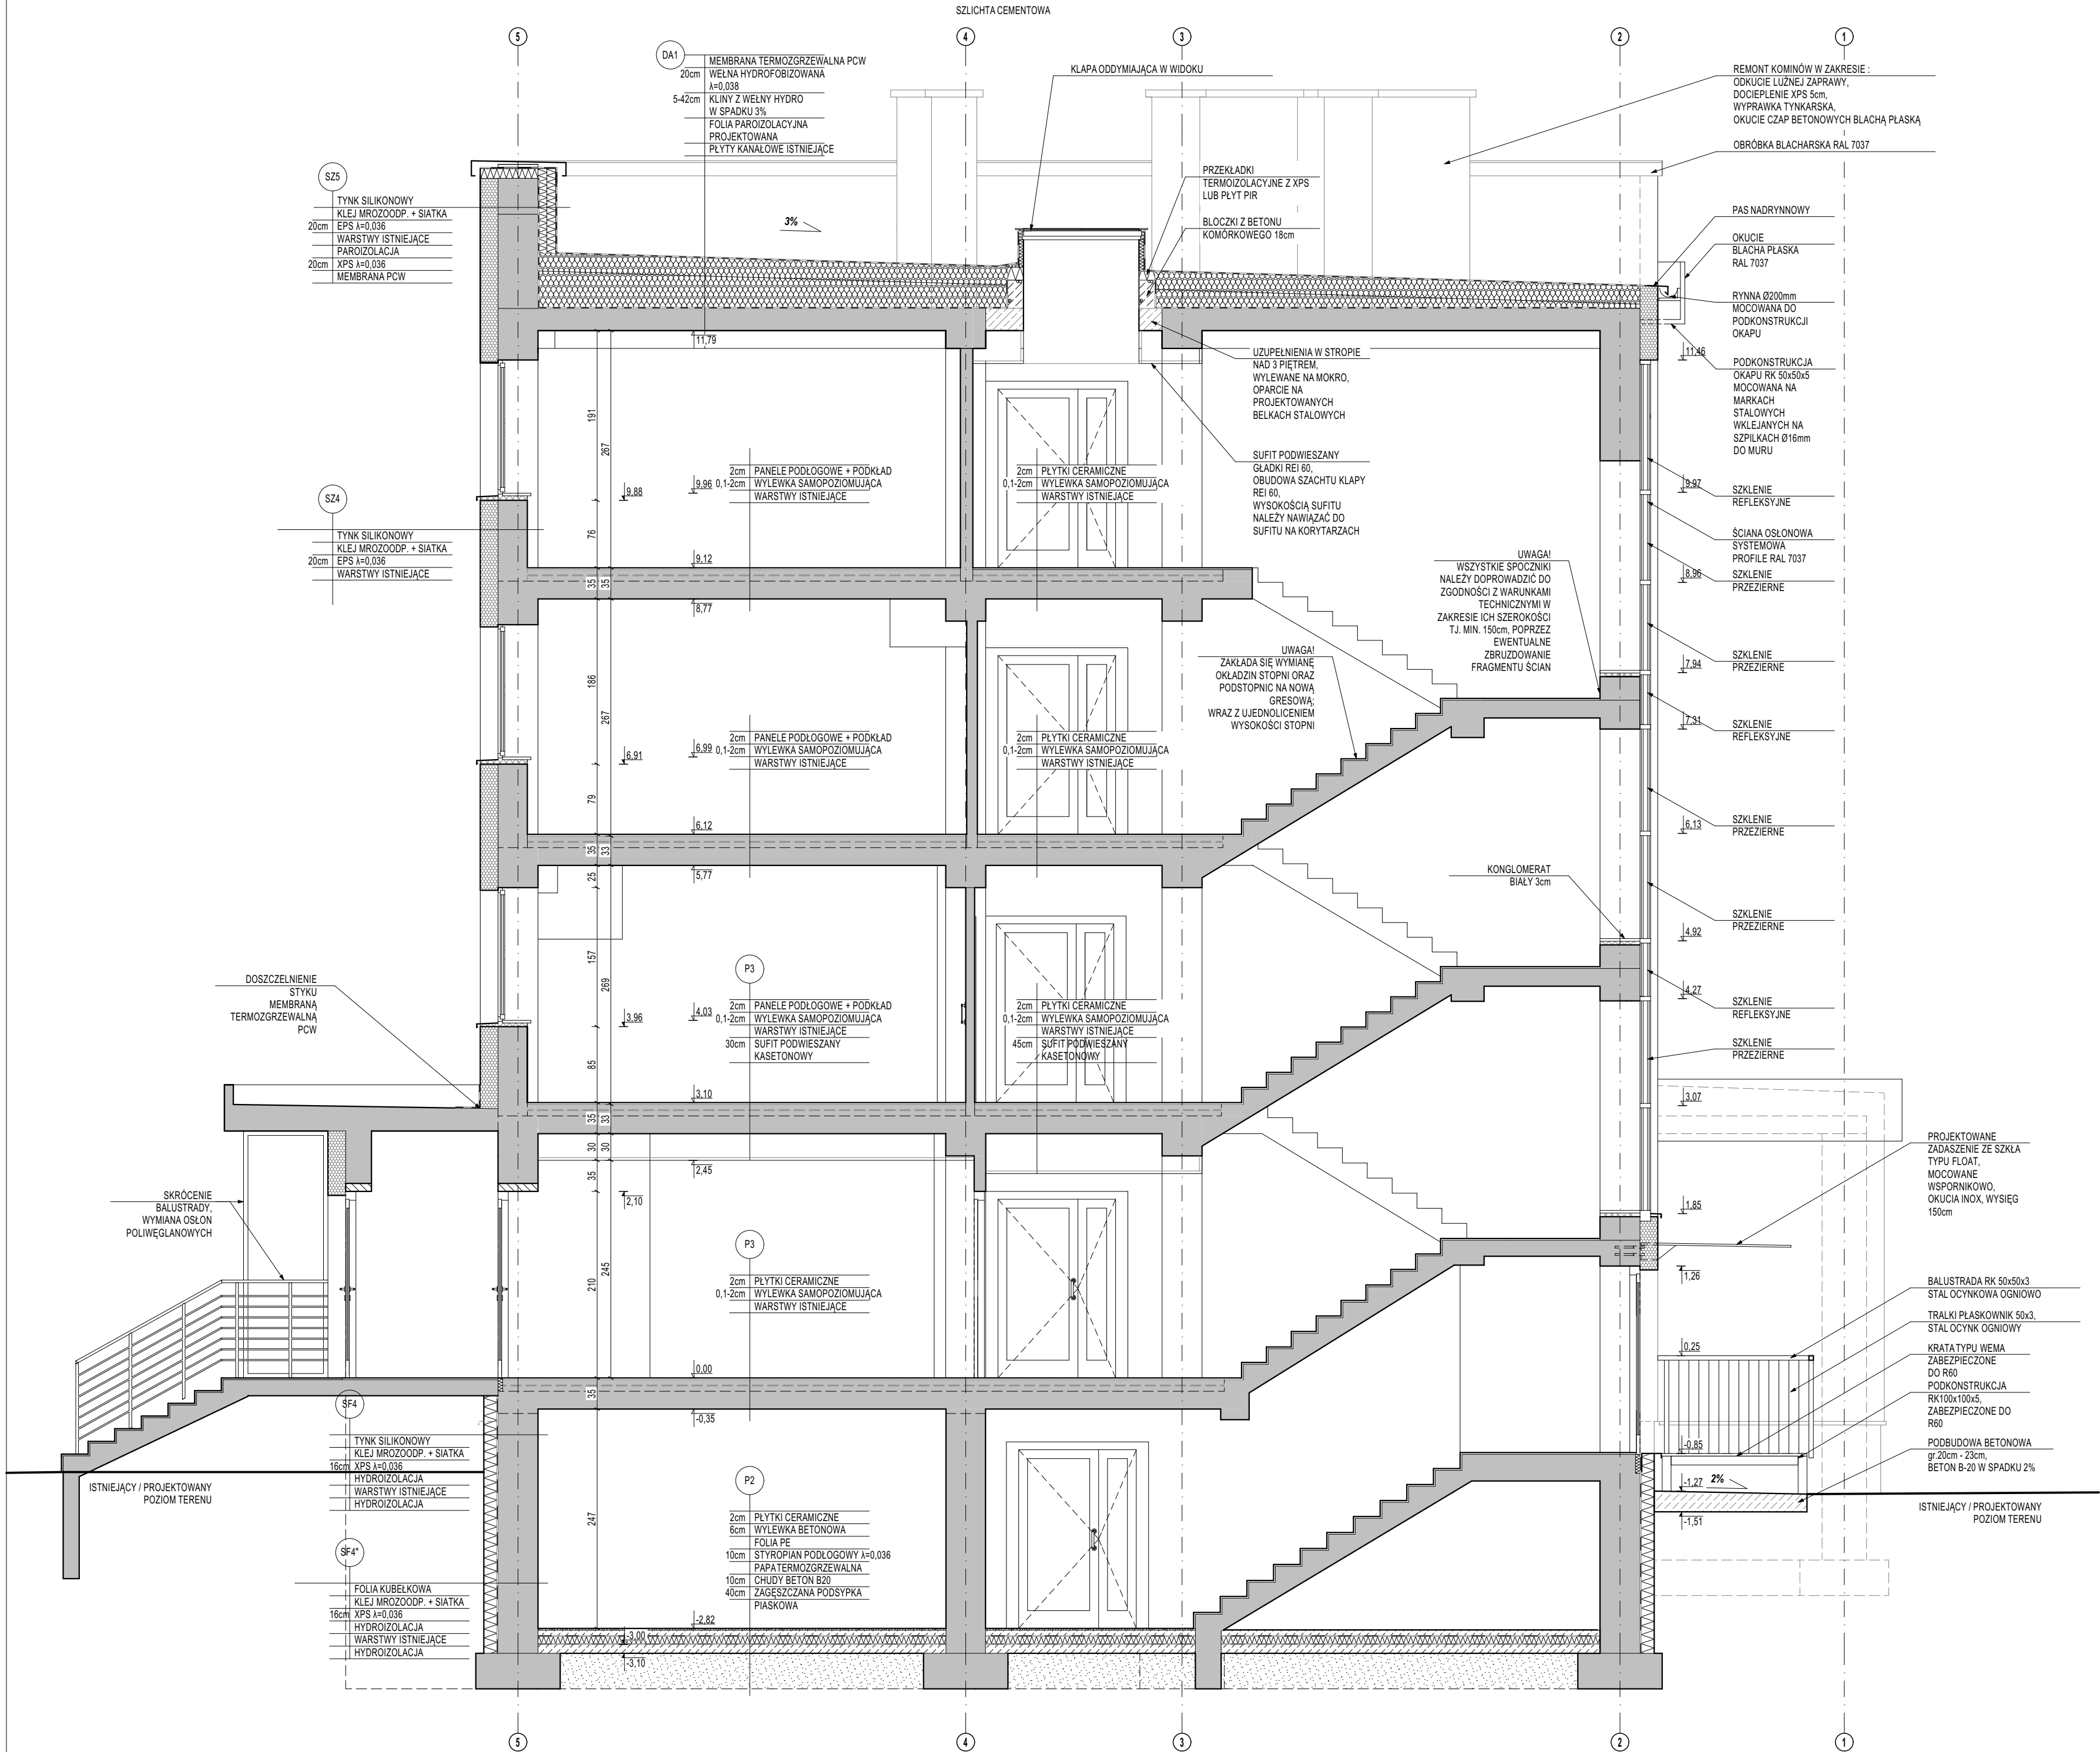 SZLICHTA CEMENTOWA
5
4
3
2
1
DA1
MEMBRANA TERMOZGRZEWALNA PCW
20cm WEŁNA HYDROFOBIZOWANA
λ=0,038
5-42cm KLINY Z WEŁNY HYDRO
W SPADKU 3%
FOLIA PAROIZOLACYJNA
PROJEKTOWANA
PŁYTY KANAŁOWE ISTNIEJĄCE
KLAPA ODDYMIAJĄCA W WIDOKU
REMONT KOMINÓW W ZAKRESIE :
ODKUCIE LUŹNEJ ZAPRAWY,
DOCIEPLENIE XPS 5cm,
WYPRAWKA TYNKARSKA,
OKUCIE CZAP BETONOWYCH BLACHĄ PŁASKĄ
OBRÓBKA BLACHARSKA RAL 7037
SZ5
TYNK SILIKONOWY
KLEJ MROZOODP. + SIATKA
20cm EPS λ=0,036
WARSTWY ISTNIEJĄCE
PAROIZOLACJA
20cm XPS λ=0,036
MEMBRANA PCW
3%
PRZEKŁADKI
TERMOIZOLACYJNE Z XPS
LUB PŁYT PIR
BLOCZKI Z BETONU
KOMÓRKOWEGO 18cm
PAS NADRYNNOWY
OKUCIE
BLACHA PŁASKA
RAL 7037
RYNNA Ø200mm
MOCOWANA DO
PODKONSTRUKCJI
OKAPU
11,79
11,46
UZUPEŁNIENIA W STROPIE
NAD 3 PIĘTREM,
WYLEWANE NA MOKRO,
OPARCIE NA
PROJEKTOWANYCH
BELKACH STALOWYCH
PODKONSTRUKCJA
OKAPU RK 50x50x5
MOCOWANA NA
MARKACH
STALOWYCH
WKLEJANYCH NA
SZPILKACH Ø16mm
DO MURU
191
267
SUFIT PODWIESZANY
GŁADKI REI 60,
OBUDOWA SZACHTU KLAPY
REI 60,
WYSOKOŚCIĄ SUFITU
NALEŻY NAWIĄZAĆ DO
SUFITU NA KORYTARZACH
SZ4
TYNK SILIKONOWY
KLEJ MROZOODP. + SIATKA
20cm EPS λ=0,036
WARSTWY ISTNIEJĄCE
9,88
9,96
2cm PANELE PODŁOGOWE + PODKŁAD
0,1-2cm WYLEWKA SAMOPOZIOMUJĄCA
WARSTWY ISTNIEJĄCE
2cm PŁYTKI CERAMICZNE
0,1-2cm WYLEWKA SAMOPOZIOMUJĄCA
WARSTWY ISTNIEJĄCE
9,97
SZKLENIE
REFLEKSYJNE
ŚCIANA OSŁONOWA
SYSTEMOWA
PROFILE RAL 7037
8,96
SZKLENIE
PRZEZIERNE
76
9,12
35
35
8,77
UWAGA!
WSZYSTKIE SPOCZNIKI
NALEŻY DOPROWADZIĆ DO
ZGODNOŚCI Z WARUNKAMI
TECHNICZNYMI W
ZAKRESIE ICH SZEROKOŚCI
TJ. MIN. 150cm, POPRZEZ
EWENTUALNE
ZBRUZDOWANIE
FRAGMENTU ŚCIAN
UWAGA!
ZAKŁADA SIĘ WYMIANĘ
OKŁADZIN STOPNI ORAZ
PODSTOPNIC NA NOWĄ
GRESOWĄ;
WRAZ Z UJEDNOLICENIEM
WYSOKOŚCI STOPNI
7,94
SZKLENIE
PRZEZIERNE
7,31
SZKLENIE
REFLEKSYJNE
186
267
6,91
6,99
2cm PANELE PODŁOGOWE + PODKŁAD
0,1-2cm WYLEWKA SAMOPOZIOMUJĄCA
WARSTWY ISTNIEJĄCE
2cm PŁYTKI CERAMICZNE
0,1-2cm WYLEWKA SAMOPOZIOMUJĄCA
WARSTWY ISTNIEJĄCE
79
6,12
6,13
SZKLENIE
PRZEZIERNE
35
33
25
5,77
KONGLOMERAT
BIAŁY 3cm
4,92
SZKLENIE
PRZEZIERNE
4,27
SZKLENIE
REFLEKSYJNE
SZKLENIE
PRZEZIERNE
DOSZCZELNIENIE
STYKU
MEMBRANĄ
TERMOZGRZEWALNĄ
PCW
157
269
P3
3,96
4,03
2cm PANELE PODŁOGOWE + PODKŁAD
0,1-2cm WYLEWKA SAMOPOZIOMUJĄCA
WARSTWY ISTNIEJĄCE
30cm SUFIT PODWIESZANY
KASETONOWY
2cm PŁYTKI CERAMICZNE
0,1-2cm WYLEWKA SAMOPOZIOMUJĄCA
WARSTWY ISTNIEJĄCE
45cm SUFIT PODWIESZANY
KASETONOWY
85
3,10
3,07
35
33
30
30
35
2,45
2,10
1,85
SKRÓCENIE
BALUSTRADY,
WYMIANA OSŁON
POLIWĘGLANOWYCH
PROJEKTOWANE
ZADASZENIE ZE SZKŁA
TYPU FLOAT,
MOCOWANE
WSPORNIKOWO,
OKUCIA INOX, WYSIĘG
150cm
1,26
210
245
P3
2cm PŁYTKI CERAMICZNE
0,1-2cm WYLEWKA SAMOPOZIOMUJĄCA
WARSTWY ISTNIEJĄCE
BALUSTRADA RK 50x50x3
STAL OCYNKOWA OGNIOWO
TRALKI PŁASKOWNIK 50x3,
STAL OCYNK OGNIOWY
KRATA TYPU WEMA
ZABEZPIECZONE
DO R60
PODKONSTRUKCJA
RK100x100x5,
ZABEZPIECZONE DO
R60
PODBUDOWA BETONOWA
gr.20cm - 23cm,
BETON B-20 W SPADKU 2%
0,25
0,00
35
-0,35
-0,85
-1,27
2%
-1,51
SF4
TYNK SILIKONOWY
KLEJ MROZOODP. + SIATKA
16cm XPS λ=0,036
HYDROIZOLACJA
WARSTWY ISTNIEJĄCE
HYDROIZOLACJA
ISTNIEJĄCY / PROJEKTOWANY
POZIOM TERENU
ISTNIEJĄCY / PROJEKTOWANY
POZIOM TERENU
247
P2
2cm PŁYTKI CERAMICZNE
6cm WYLEWKA BETONOWA
FOLIA PE
10cm STYROPIAN PODŁOGOWY λ=0,036
PAPA TERMOZGRZEWALNA
10cm CHUDY BETON B20
40cm ZAGĘSZCZANA PODSYPKA
PIASKOWA
SF4*
FOLIA KUBEŁKOWA
KLEJ MROZOODP. + SIATKA
16cm XPS λ=0,036
HYDROIZOLACJA
WARSTWY ISTNIEJĄCE
HYDROIZOLACJA
-2,82
-3,00
-3,10
5
4
3
2
1